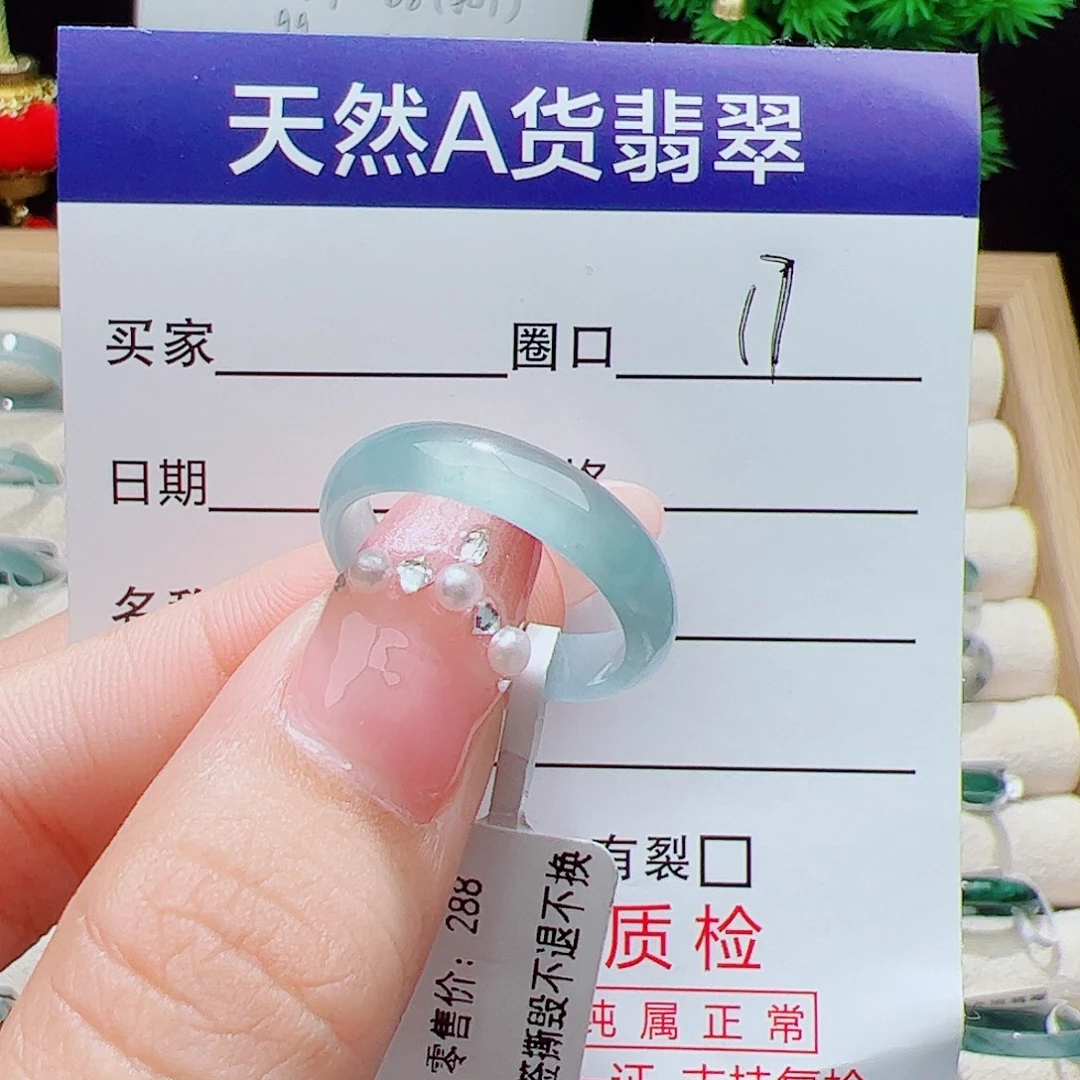 天然A货翡翠
买家 圈口 17
日期
有裂□
质检
纯属正常
零售价：288
签撕毁不退不换